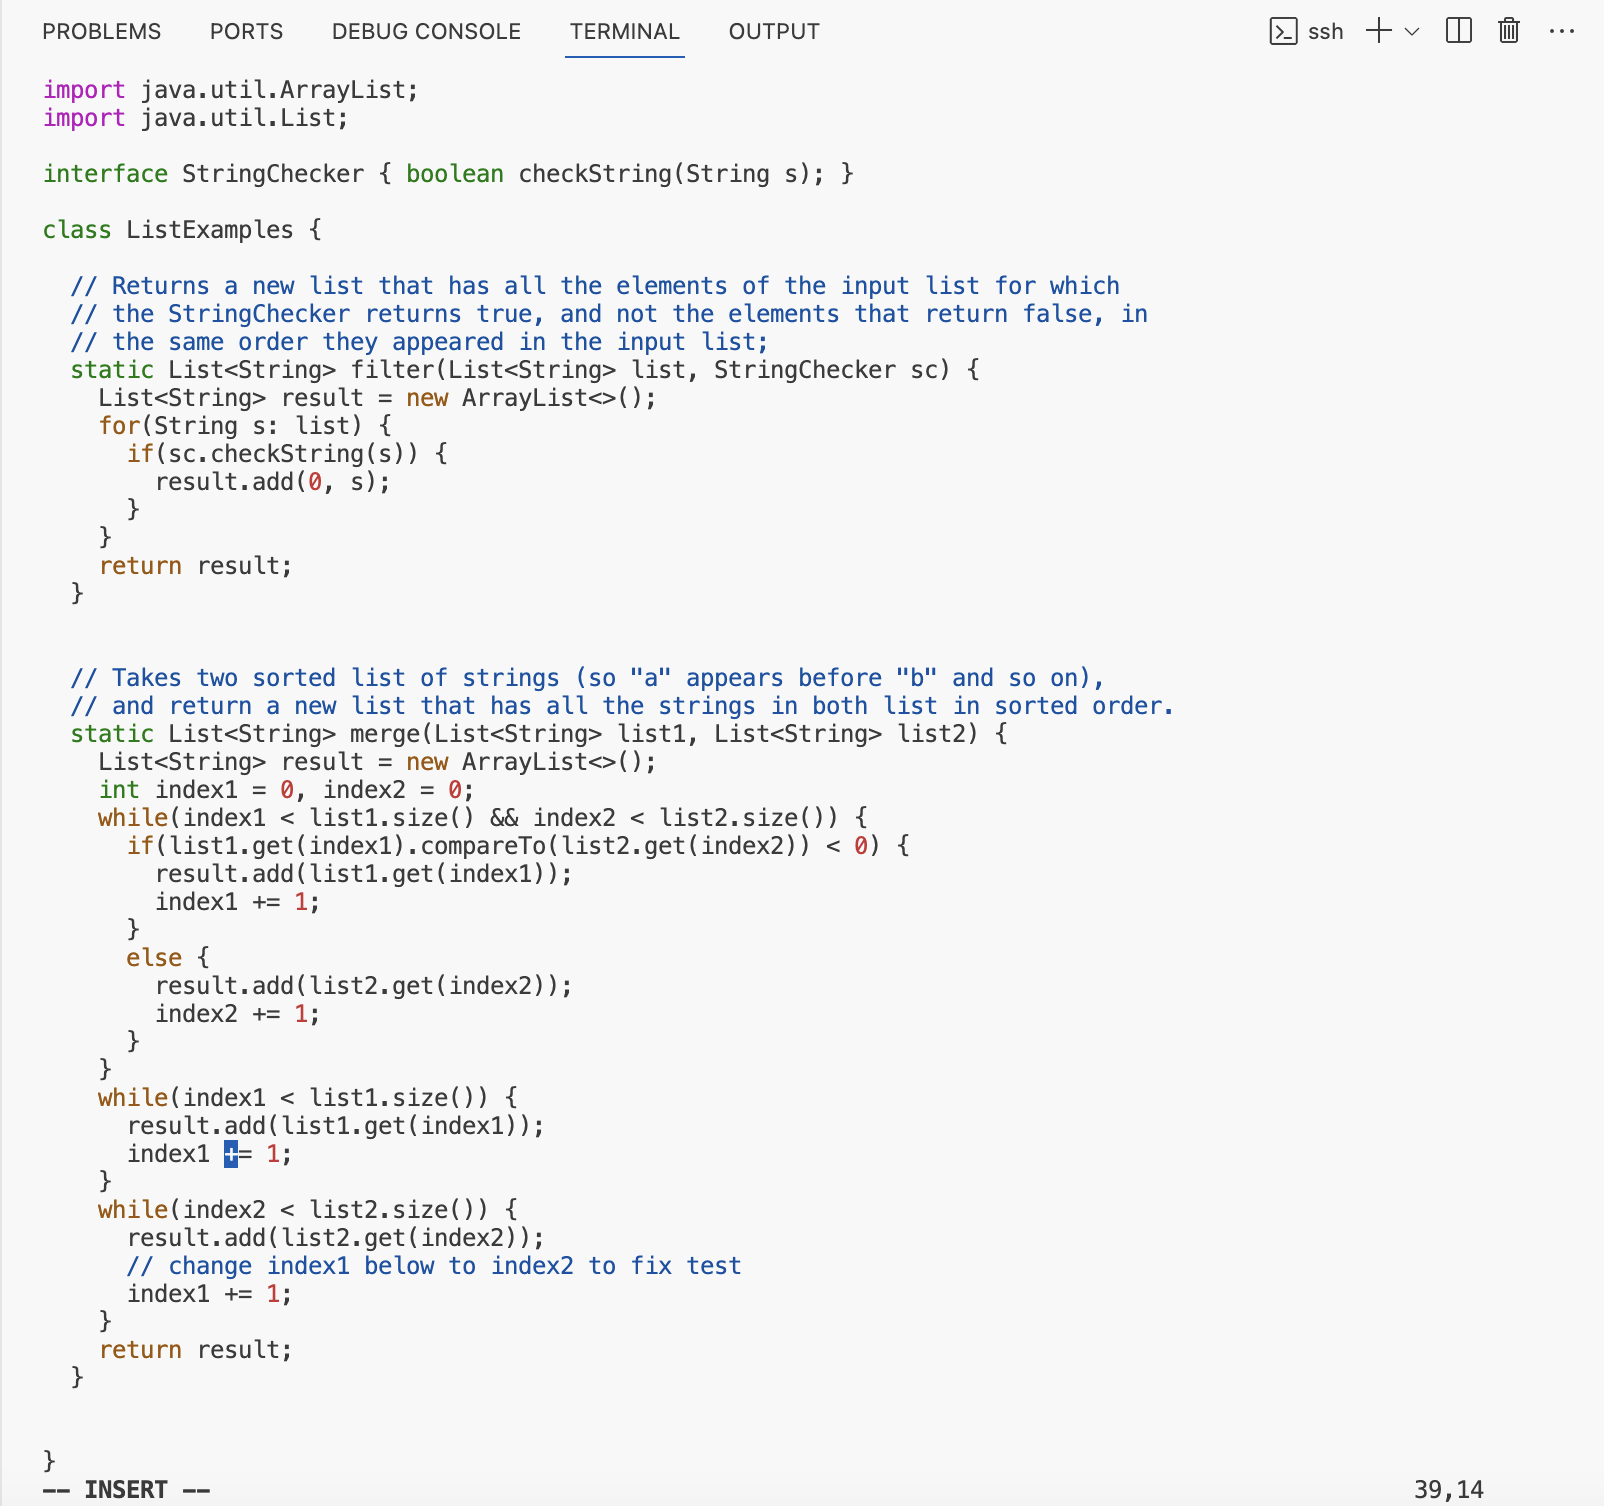 PROBLEMS PORTS DEBUG CONSOLE TERMINAL OUTPUT ssh
import java.util.ArrayList;
import java.util.List;

interface StringChecker { boolean checkString(String s); }

class ListExamples {

  // Returns a new list that has all the elements of the input list for which
  // the StringChecker returns true, and not the elements that return false, in
  // the same order they appeared in the input list;
  static List<String> filter(List<String> list, StringChecker sc) {
    List<String> result = new ArrayList<>();
    for(String s: list) {
      if(sc.checkString(s)) {
        result.add(0, s);
      }
    }
    return result;
  }


  // Takes two sorted list of strings (so "a" appears before "b" and so on),
  // and return a new list that has all the strings in both list in sorted order.
  static List<String> merge(List<String> list1, List<String> list2) {
    List<String> result = new ArrayList<>();
    int index1 = 0, index2 = 0;
    while(index1 < list1.size() && index2 < list2.size()) {
      if(list1.get(index1).compareTo(list2.get(index2)) < 0) {
        result.add(list1.get(index1));
        index1 += 1;
      }
      else {
        result.add(list2.get(index2));
        index2 += 1;
      }
    }
    while(index1 < list1.size()) {
      result.add(list1.get(index1));
      index1 += 1;
    }
    while(index2 < list2.size()) {
      result.add(list2.get(index2));
      // change index1 below to index2 to fix test
      index1 += 1;
    }
    return result;
  }


}
-- INSERT -- 39,14